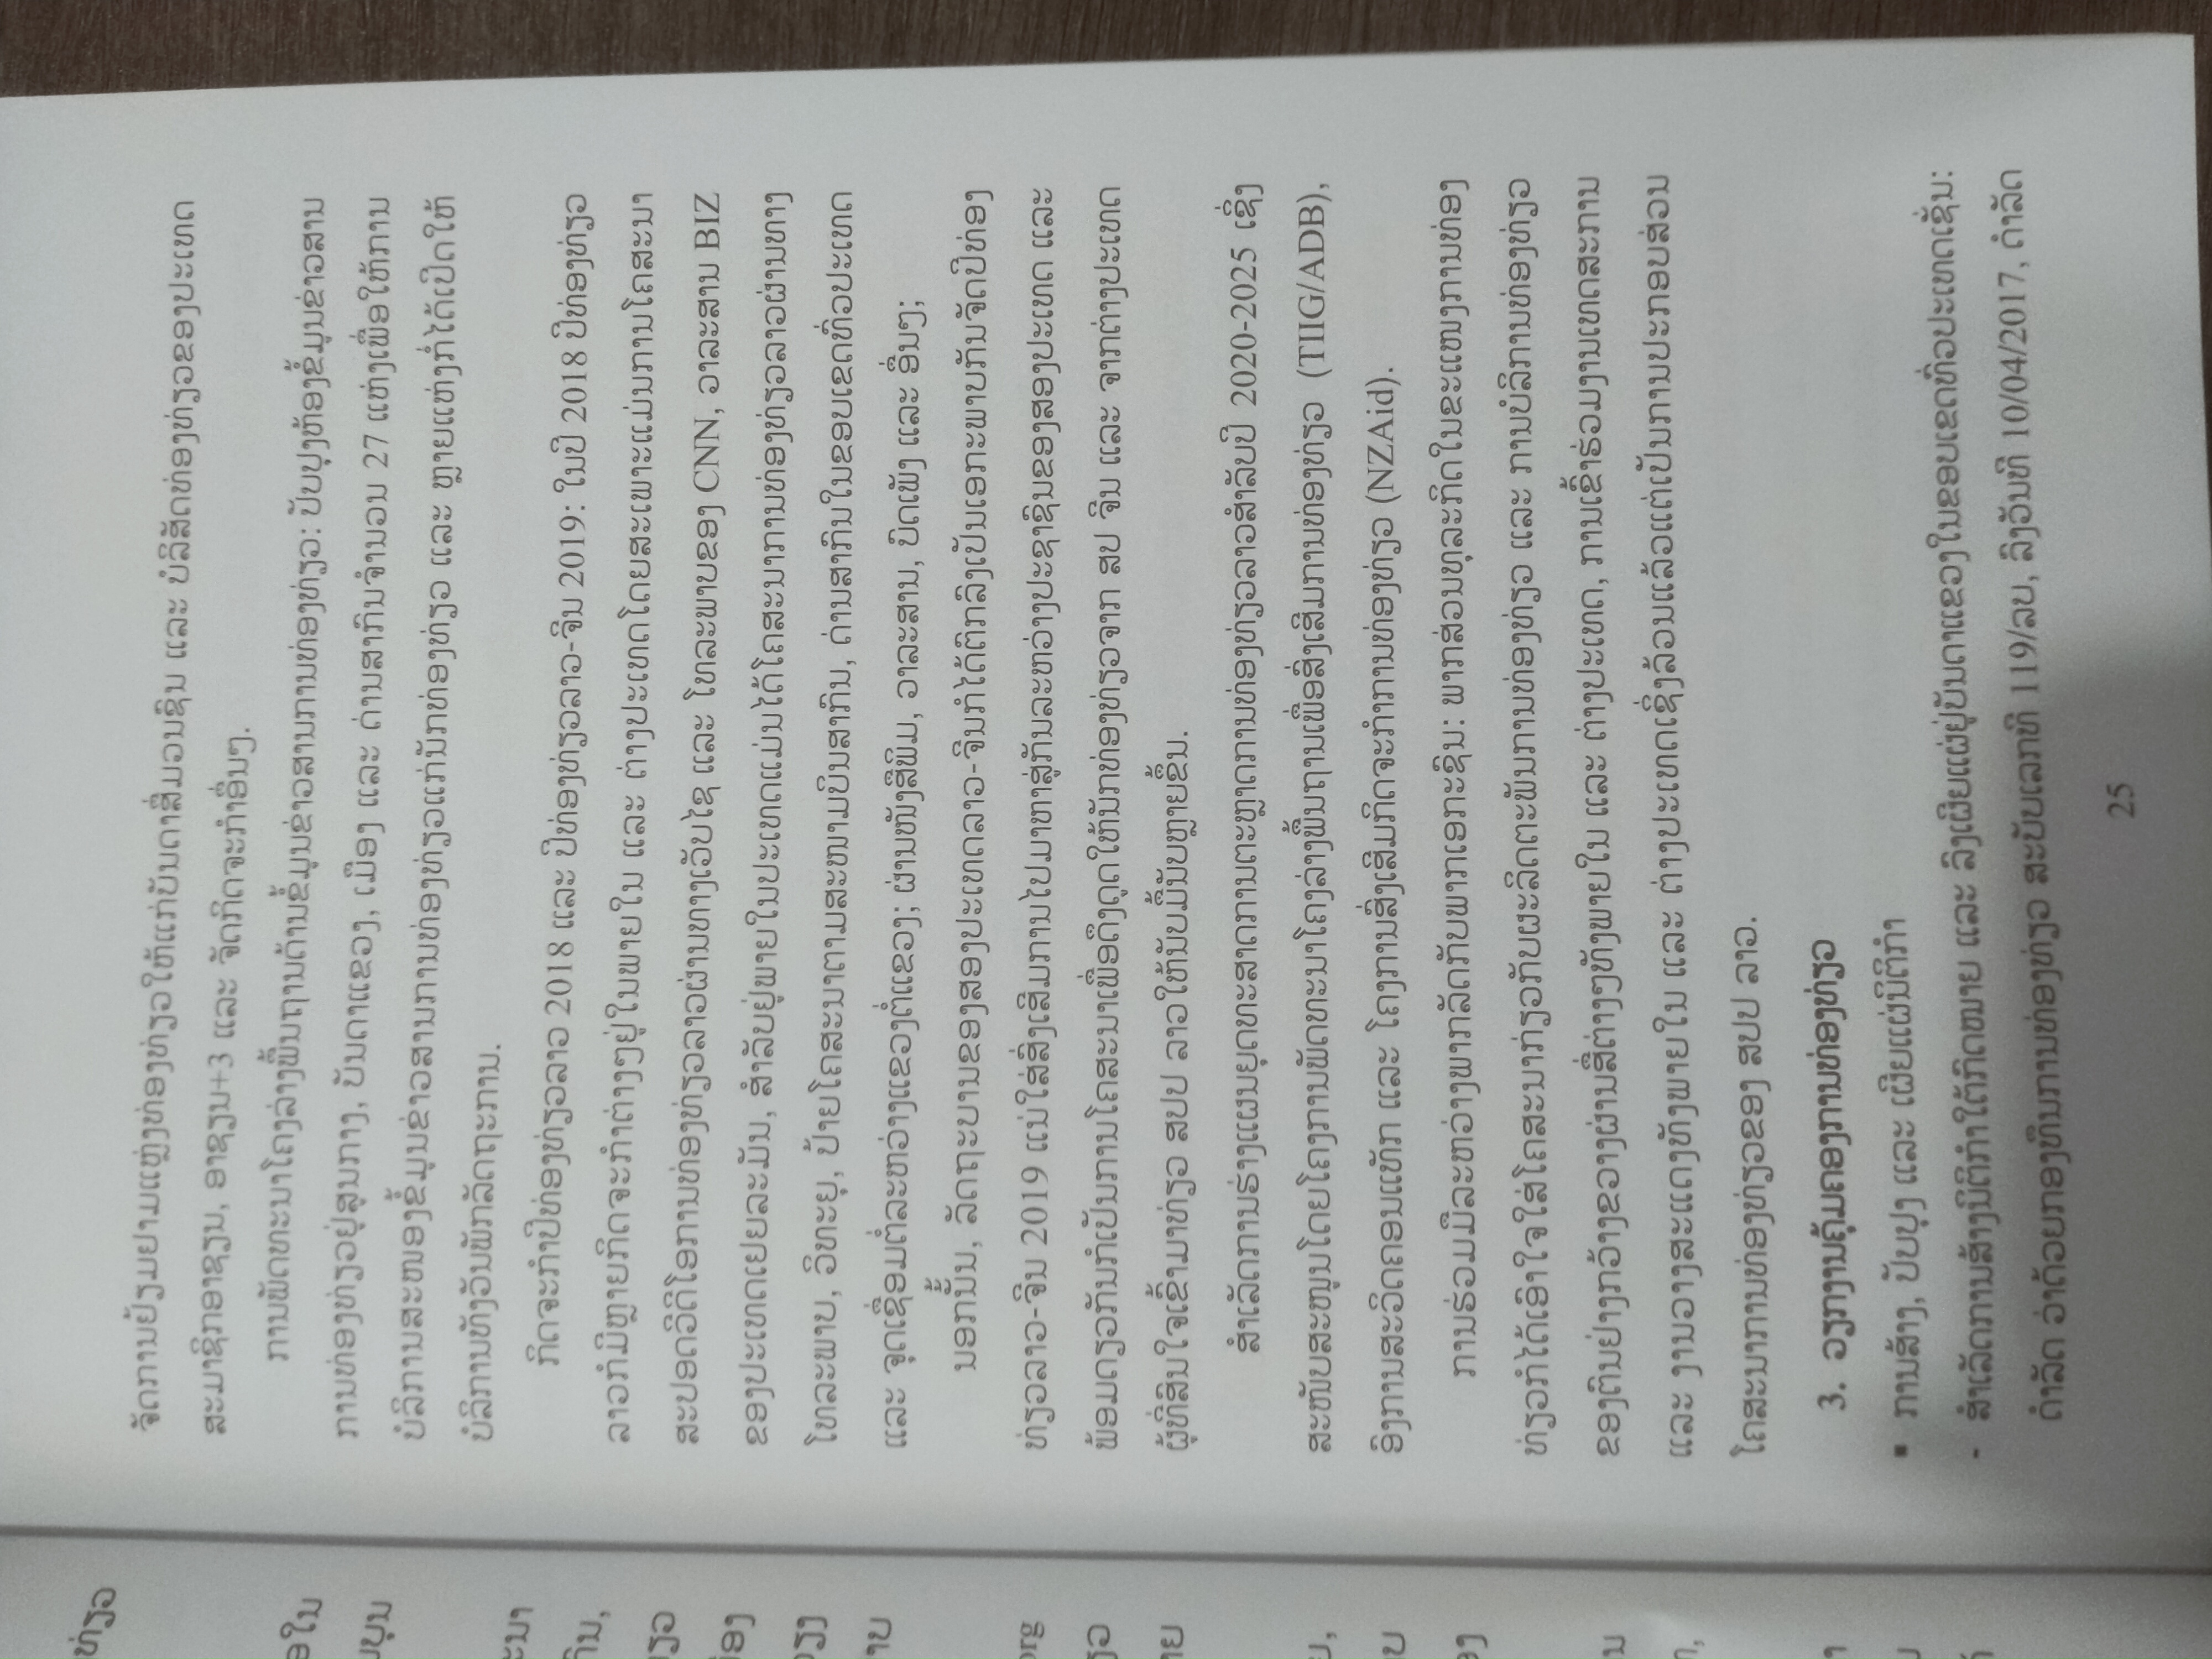 ຈັດການຢ້ຽມຢາມແຫຼ່ງທ່ອງທ່ຽວໃຫ້ແກ່ບັນດາສື່ມວນຊົນ ແລະ ບໍລິສັດທ່ອງທ່ຽວຂອງປະເທດ
ສະມາຊິກອາຊຽນ, ອາຊຽນ+3 ແລະ ຈັດກິດຈະກຳອື່ນໆ.
ການພັດທະນາໂຄງລ່າງພື້ນຖານດ້ານຂໍ້ມູນຂ່າວສານການທ່ອງທ່ຽວ: ປັບປຸງຫ້ອງຂໍ້ມູນຂ່າວສານ
ການທ່ອງທ່ຽວຢູ່ສູນກາງ, ບັນດາແຂວງ, ເມືອງ ແລະ ດ່ານສາກົນຈຳນວນ 27 ແຫ່ງເພື່ອໃຫ້ການ
ບໍລິການສະໜອງຂໍ້ມູນຂ່າວສານການທ່ອງທ່ຽວແກ່ນັກທ່ອງທ່ຽວ ແລະ ຫຼາຍແຫ່ງກໍ່ໄດ້ເປີດໃຫ້
ບໍລິການທັງວັນພັກລັດຖະການ.
ກິດຈະກຳປີທ່ອງທ່ຽວລາວ 2018 ແລະ ປີທ່ອງທ່ຽວລາວ-ຈີນ 2019: ໃນປີ 2018 ປີທ່ອງທ່ຽວ
ລາວກໍມີຫຼາຍກິດຈະກຳຕ່າງໆຢູ່ໃນພາຍໃນ ແລະ ຕ່າງປະເທດໂດຍສະເພາະແມ່ນການໂຄສະນາ
ສະປອດວິດີໂອການທ່ອງທ່ຽວລາວຜ່ານທາງເວັບໄຊ ແລະ ໂທລະພາບຂອງ CNN, ວາລະສານ BIZ
ຂອງປະເທດເຢຍລະມັນ, ສຳລັບຢູ່ພາຍໃນປະເທດແມ່ນໄດ້ໂຄສະນາການທ່ອງທ່ຽວລາວຜ່ານທາງ
ໂທລະພາບ, ວິທະຍຸ, ປ້າຍໂຄສະນາຕາມສະໜາມບິນສາກົນ, ດ່ານສາກົນໃນຂອບເຂດທົ່ວປະເທດ
ແລະ ຈຸດເຊື່ອມຕໍ່ລະຫວ່າງແຂວງຕໍ່ແຂວງ; ຜ່ານໜັງສືພິມ, ວາລະສານ, ບົດເພັງ ແລະ ອື່ນໆ;
ນອກນັ້ນ, ລັດຖະບານຂອງສອງປະເທດລາວ-ຈີນກໍໄດ້ຕົກລົງເປັນເອກະພາບກັນຈັດປີທ່ອງ
ທ່ຽວລາວ-ຈີນ 2019 ແນ່ໃສ່ສົ່ງເສີມການໄປມາຫາສູ່ກັນລະຫວ່າງປະຊາຊົນຂອງສອງປະເທດ ແລະ
ພ້ອມດຽວກັນກໍເປັນການໂຄສະນາເພື່ອດຶງດູດໃຫ້ນັກທ່ອງທ່ຽວຈາກ ສປ ຈີນ ແລະ ຈາກຕ່າງປະເທດ
ຜູ້ທີ່ສົນໃຈເຂົ້າມາທ່ຽວ ສປປ ລາວໃຫ້ນັບມື້ນັບຫຼາຍຂຶ້ນ.
ສຳເລັດການຮ່າງແຜນຍຸດທະສາດການຕະຫຼາດການທ່ອງທ່ຽວລາວສຳລັບປີ 2020-2025 ເຊິ່ງ
ສະໜັບສະໜູນໂດຍໂຄງການພັດທະນາໂຄງລ່າງພື້ນຖານເພື່ອສົ່ງເສີມການທ່ອງທ່ຽວ (TIIG/ADB),
ອົງການສະວິດຄອນແທັກ ແລະ ໂຄງການສົ່ງເສີມກິດຈະກຳການທ່ອງທ່ຽວ (NZAid).
ການຮ່ວມມືລະຫວ່າງພາກລັດກັບພາກເອກະຊົນ: ພາກສ່ວນທຸລະກິດໃນຂະແໜງການທ່ອງ
ທ່ຽວກໍໄດ້ເອົາໃຈໃສ່ໂຄສະນາກ່ຽວກັບຜະລິດຕະພັນການທ່ອງທ່ຽວ ແລະ ການບໍລິການທ່ອງທ່ຽວ
ຂອງຕົນຢ່າງກວ້າງຂວາງຜ່ານສື່ຕ່າງໆທັງພາຍໃນ ແລະ ຕ່າງປະເທດ, ການເຂົ້າຮ່ວມງານເທດສະການ
ແລະ ງານວາງສະແດງທັງພາຍໃນ ແລະ ຕ່າງປະເທດເຊິ່ງລ້ວນແລ້ວແຕ່ເປັນການປະກອບສ່ວນ
ໂຄສະນາການທ່ອງທ່ຽວຂອງ ສປປ ລາວ.
3. ວຽກງານຄຸ້ມຄອງການທ່ອງທ່ຽວ
▪ ການສ້າງ, ປັບປຸງ ແລະ ເຜີຍແຜ່ນິຕິກຳ
- ສຳເລັດການສ້າງນິຕິກຳໃຕ້ກົດໝາຍ ແລະ ລົງເຜີຍແຜ່ຢູ່ບັນດາແຂວງໃນຂອບເຂດທົ່ວປະເທດເຊັ່ນ:
ດຳລັດ ວ່າດ້ວຍກອງທຶນການທ່ອງທ່ຽວ ສະບັບເລກທີ 119/ລບ, ລົງວັນທີ 10/04/2017, ດຳລັດ
25